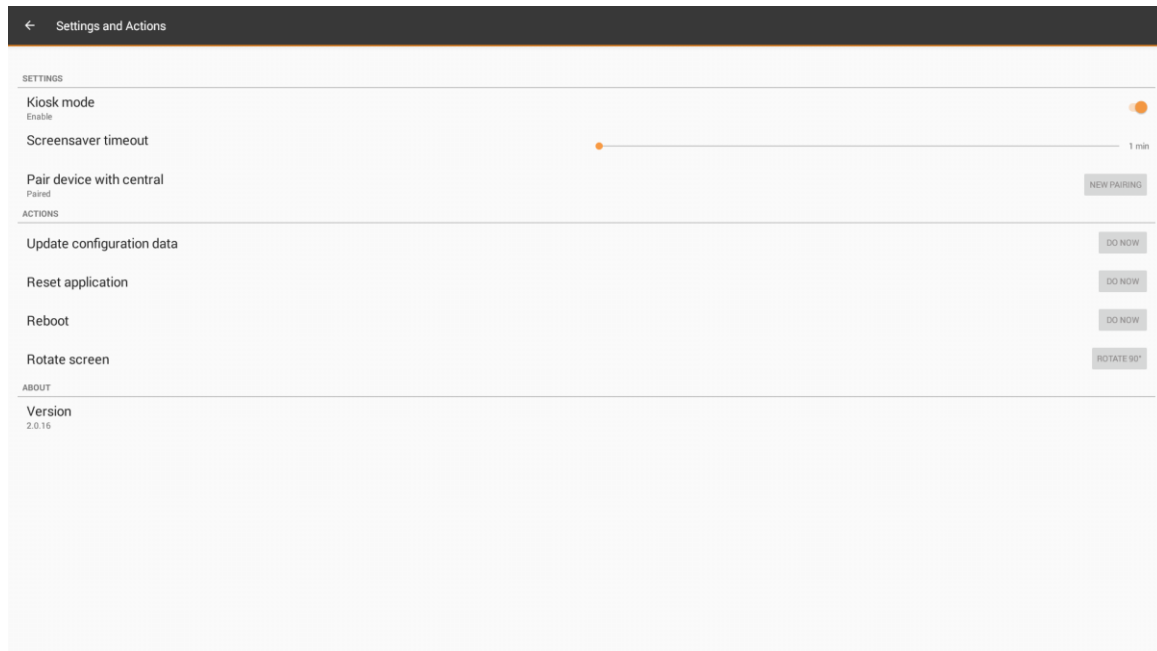 Settings and Actions
SETTINGS
Kiosk mode
Enable
Screensaver timeout
1 min
Pair device with central
Paired
NEW PAIRING
ACTIONS
Update configuration data
DO NOW
Reset application
DO NOW
Reboot
DO NOW
Rotate screen
ROTATE 90°
ABOUT
Version
2.0.16